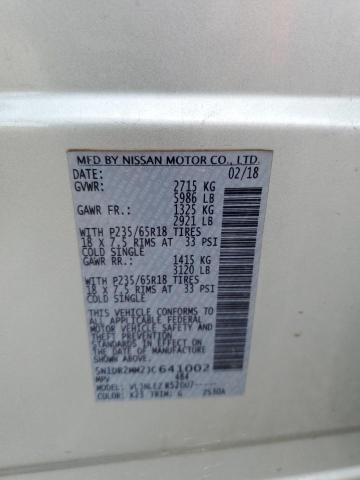 MFD BY NISSAN MOTOR CO., LTD.
DATE: 02/18
GVWR: 2715 KG
5986 LB
GAWR FR.: 1325 KG
2921 LB
WITH P235/65R18 TIRES
18 X 7.5 RIMS AT 33 PSI
COLD SINGLE
GAWR RR.: 1415 KG
3120 LB
WITH P235/65R18 TIRES
18 X 7.5 RIMS AT 33 PSI
COLD SINGLE
THIS VEHICLE CONFORMS TO ALL
APPLICABLE FEDERAL MOTOR
VEHICLE SAFETY, BUMPER, AND
THEFT PREVENTION
STANDARDS IN EFFECT ON THE
DATE OF MANUFACTURE SHOWN
ABOVE.
5N1DR2MM2JC641002
MPV 484
COLOR: K23 TRIM: G 2530A